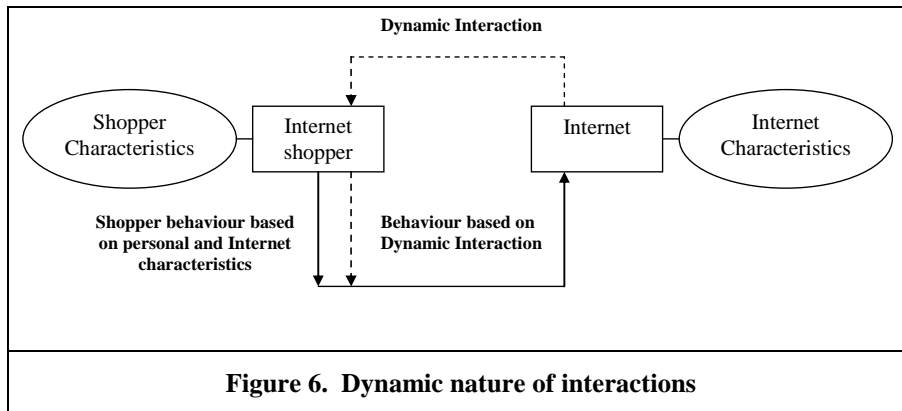 Dynamic Interaction
Shopper
Characteristics
Internet
shopper
Internet
Internet
Characteristics
Shopper behaviour based
on personal and Internet
characteristics
Behaviour based on
Dynamic Interaction
Figure 6. Dynamic nature of interactions